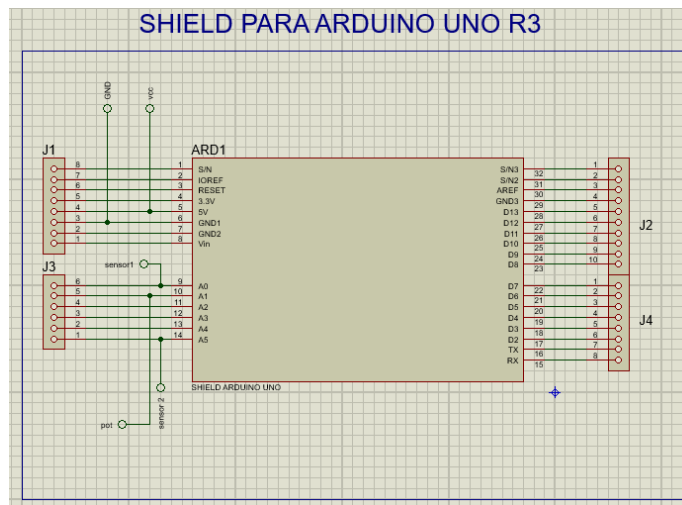 SHIELD PARA ARDUINO UNO R3
GND
vcc
J1
8
7
6
5
4
3
2
1
ARD1
1 S/N
2 IOREF
3 RESET
4 3.3V
5 5V
6 GND1
7 GND2
8 Vin
S/N3 32
S/N2 31
AREF 30
GND3 29
D13 28
D12 27
D11 26
D10 25
D9 24
D8 23
1
2
3
4
5
6
7
8
9
10
J2
J3
sensor1
6
5
4
3
2
1
9 A0
10 A1
11 A2
12 A3
13 A4
14 A5
D7 22
D6 21
D5 20
D4 19
D3 18
D2 17
TX 16
RX 15
1
2
3
4
5
6
7
8
J4
SHIELD ARDUINO UNO
sensor 2
pot